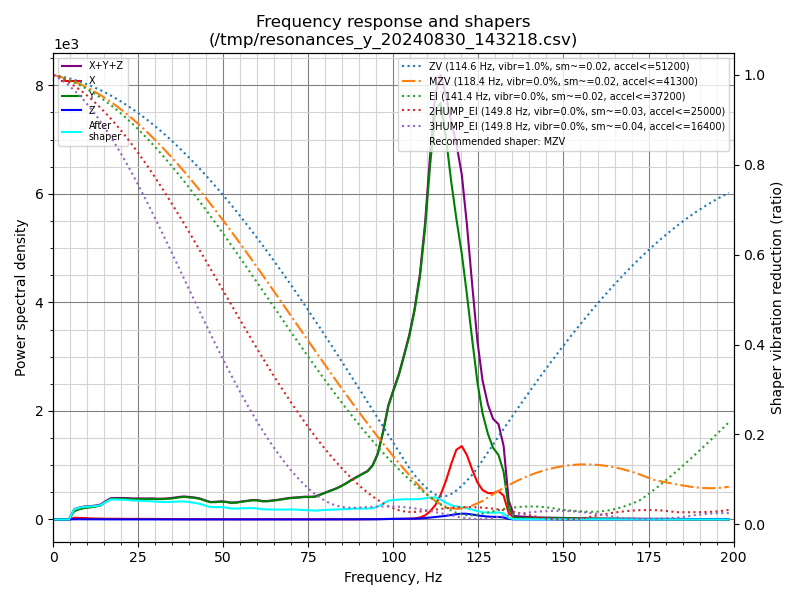 Frequency response and shapers
(/tmp/resonances_y_20240830_143218.csv)
1e3
X+Y+Z
X
Y
Z
After
shaper
ZV (114.6 Hz, vibr=1.0%, sm~=0.02, accel<=51200)
MZV (118.4 Hz, vibr=0.0%, sm~=0.02, accel<=41300)
EI (141.4 Hz, vibr=0.0%, sm~=0.02, accel<=37200)
2HUMP_EI (149.8 Hz, vibr=0.0%, sm~=0.03, accel<=25000)
3HUMP_EI (149.8 Hz, vibr=0.0%, sm~=0.04, accel<=16400)
Recommended shaper: MZV
8
6
4
2
0
Power spectral density
1.0
0.8
0.6
0.4
0.2
0.0
Shaper vibration reduction (ratio)
0 25 50 75 100 125 150 175 200
Frequency, Hz